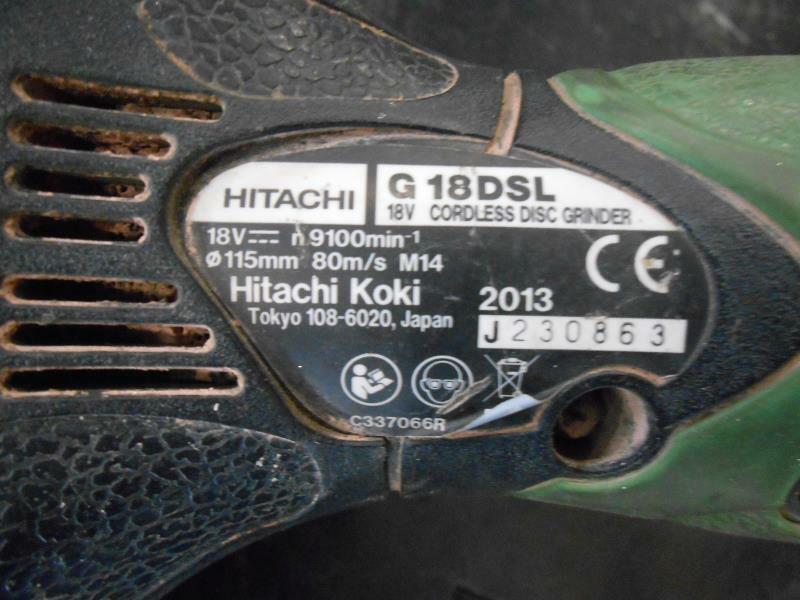 HITACHI
G 18DSL
18V CORDLESS DISC GRINDER
18V⎓ n 9100min⁻¹
ø115mm 80m/s M14
CE
Hitachi Koki
Tokyo 108-6020, Japan
2013
J230863
C337066R